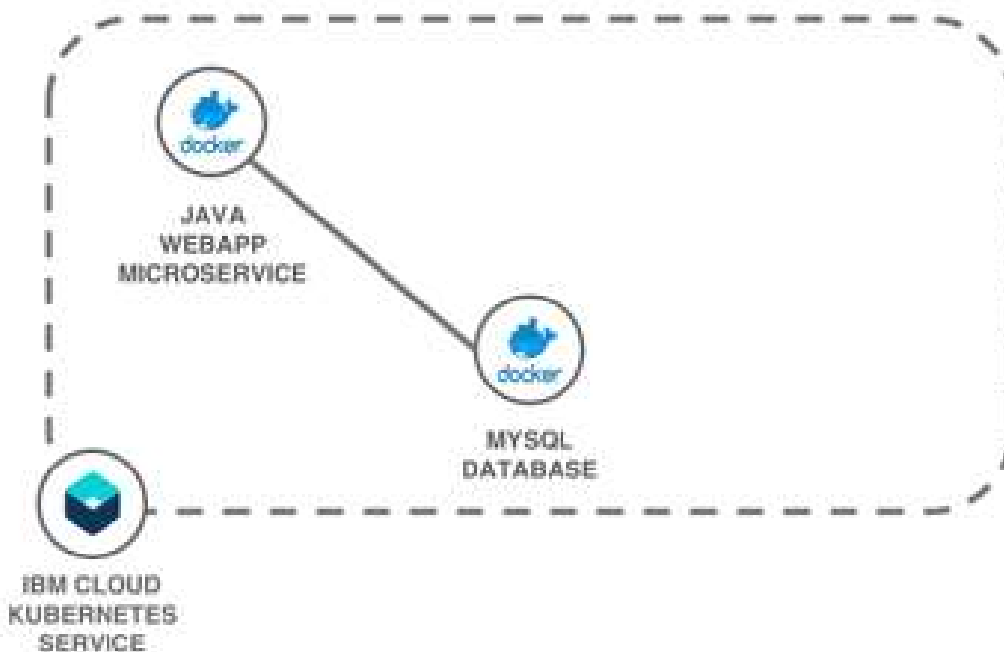 docker
JAVA
WEBAPP
MICROSERVICE
docker
MYSQL
DATABASE
IBM CLOUD
KUBERNETES
SERVICE